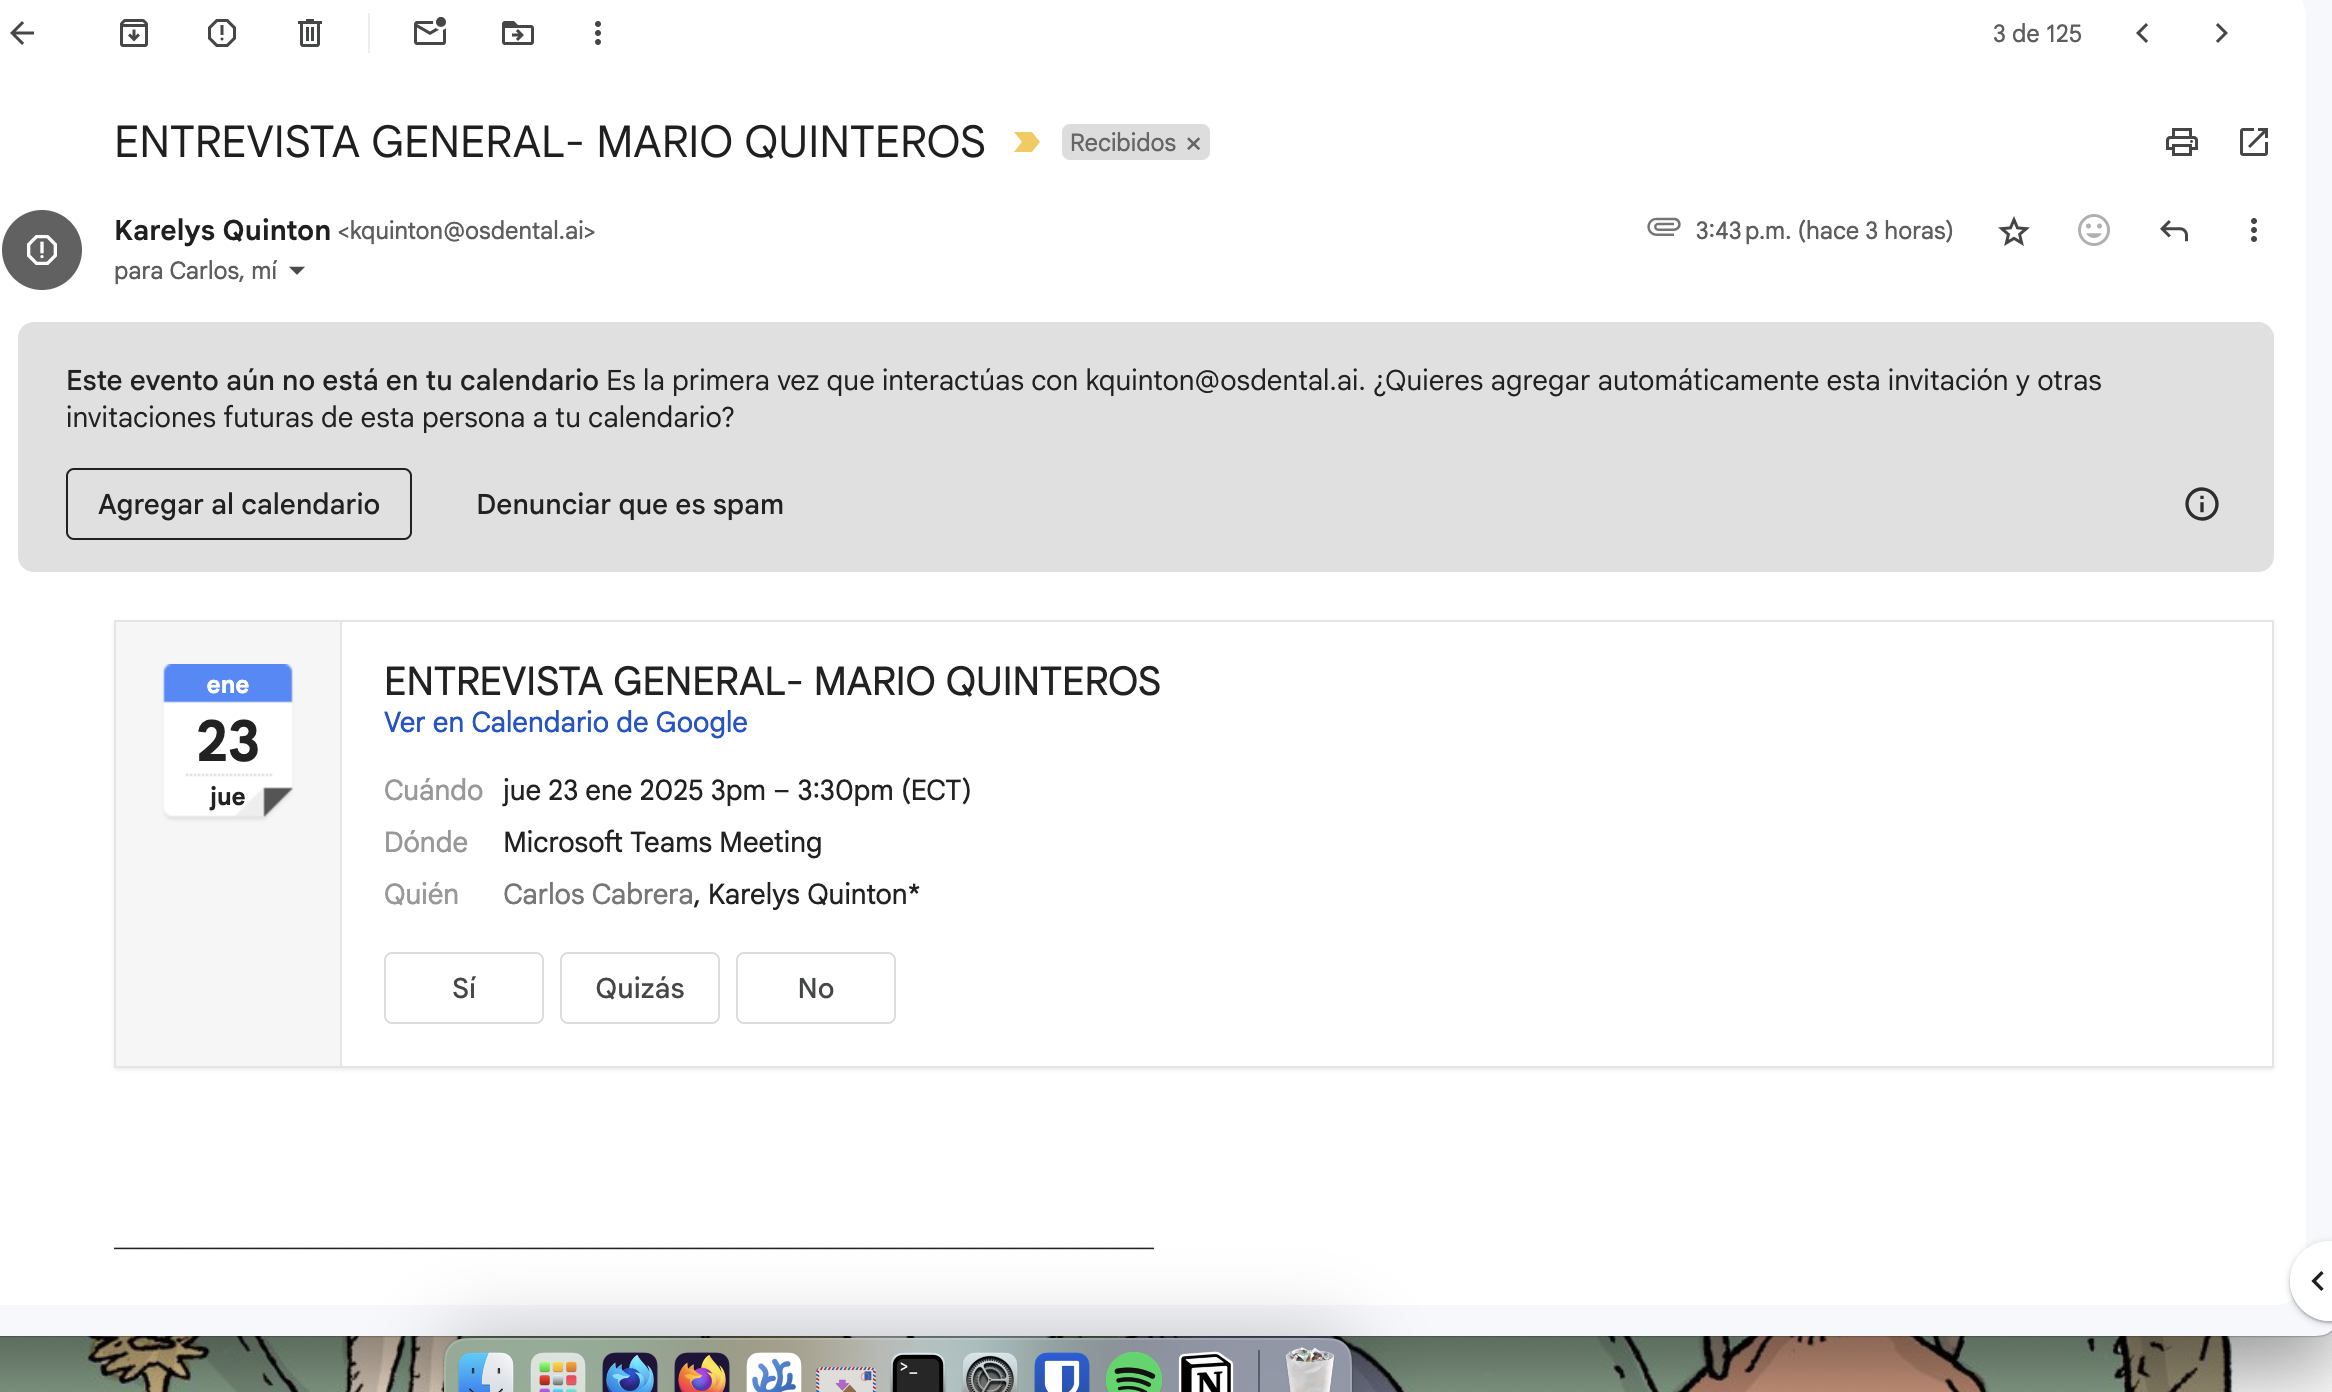 3 de 125
ENTREVISTA GENERAL- MARIO QUINTEROS
Recibidos ×
Karelys Quinton <kquinton@osdental.ai>
3:43 p.m. (hace 3 horas)
para Carlos, mí
Este evento aún no está en tu calendario Es la primera vez que interactúas con kquinton@osdental.ai. ¿Quieres agregar automáticamente esta invitación y otras
invitaciones futuras de esta persona a tu calendario?
Agregar al calendario
Denunciar que es spam
ene
23
jue
ENTREVISTA GENERAL- MARIO QUINTEROS
Ver en Calendario de Google
Cuándo jue 23 ene 2025 3pm – 3:30pm (ECT)
Dónde Microsoft Teams Meeting
Quién Carlos Cabrera, Karelys Quinton*
Sí
Quizás
No